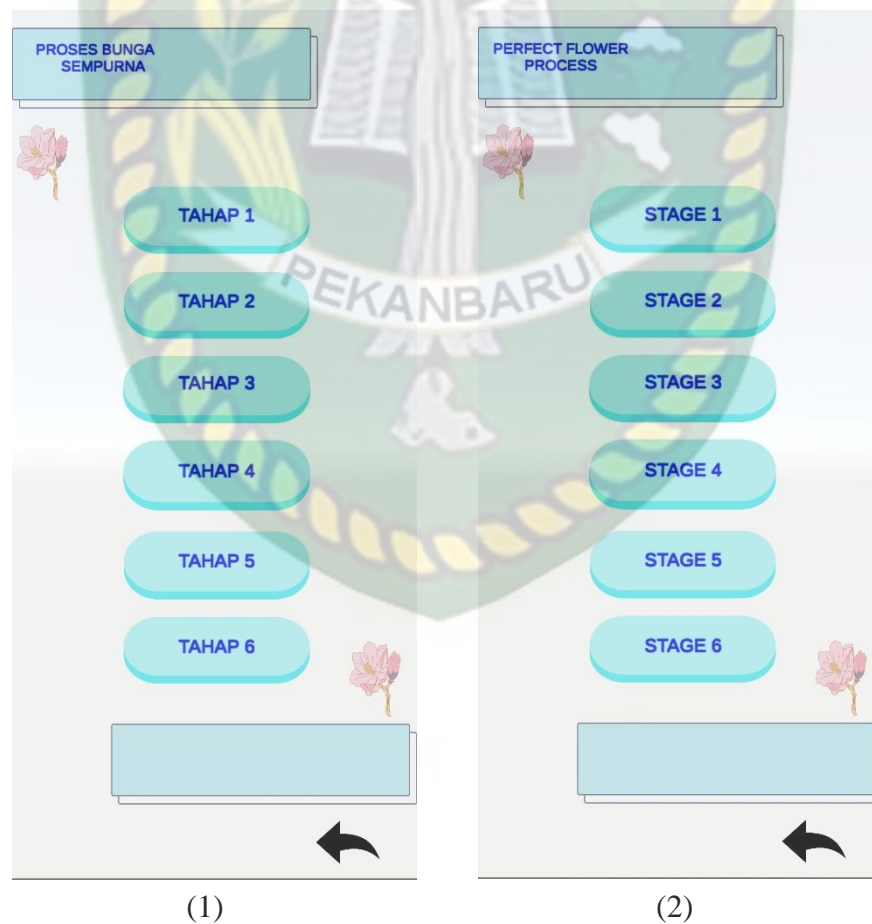 PROSES BUNGA
SEMPURNA
TAHAP 1
TAHAP 2
TAHAP 3
TAHAP 4
TAHAP 5
TAHAP 6
(1)
PERFECT FLOWER
PROCESS
STAGE 1
STAGE 2
STAGE 3
STAGE 4
STAGE 5
STAGE 6
(2)
PEKANBARU